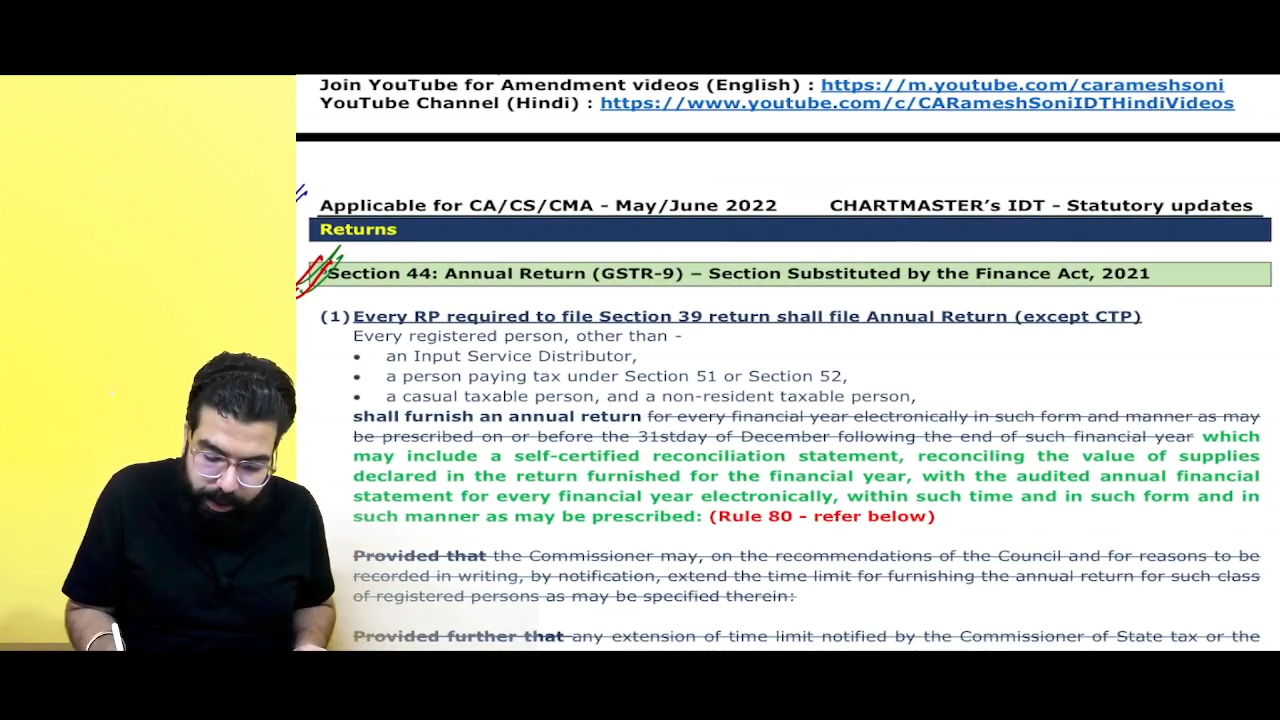 Join YouTube for Amendment videos (English) : https://m.youtube.com/carameshsoni
YouTube Channel (Hindi) : https://www.youtube.com/c/CARameshSoniIDTHindiVideos
Applicable for CA/CS/CMA - May/June 2022 CHARTMASTER’s IDT - Statutory updates
Returns
Section 44: Annual Return (GSTR-9) – Section Substituted by the Finance Act, 2021
(1) Every RP required to file Section 39 return shall file Annual Return (except CTP)
Every registered person, other than -
• an Input Service Distributor,
• a person paying tax under Section 51 or Section 52,
• a casual taxable person, and a non-resident taxable person,
shall furnish an annual return for every financial year electronically in such form and manner as may
be prescribed on or before the 31stday of December following the end of such financial year which
may include a self-certified reconciliation statement, reconciling the value of supplies
declared in the return furnished for the financial year, with the audited annual financial
statement for every financial year electronically, within such time and in such form and in
such manner as may be prescribed: (Rule 80 - refer below)
Provided that the Commissioner may, on the recommendations of the Council and for reasons to be
recorded in writing, by notification, extend the time limit for furnishing the annual return for such class
of registered persons as may be specified therein:
Provided further that any extension of time limit notified by the Commissioner of State tax or the